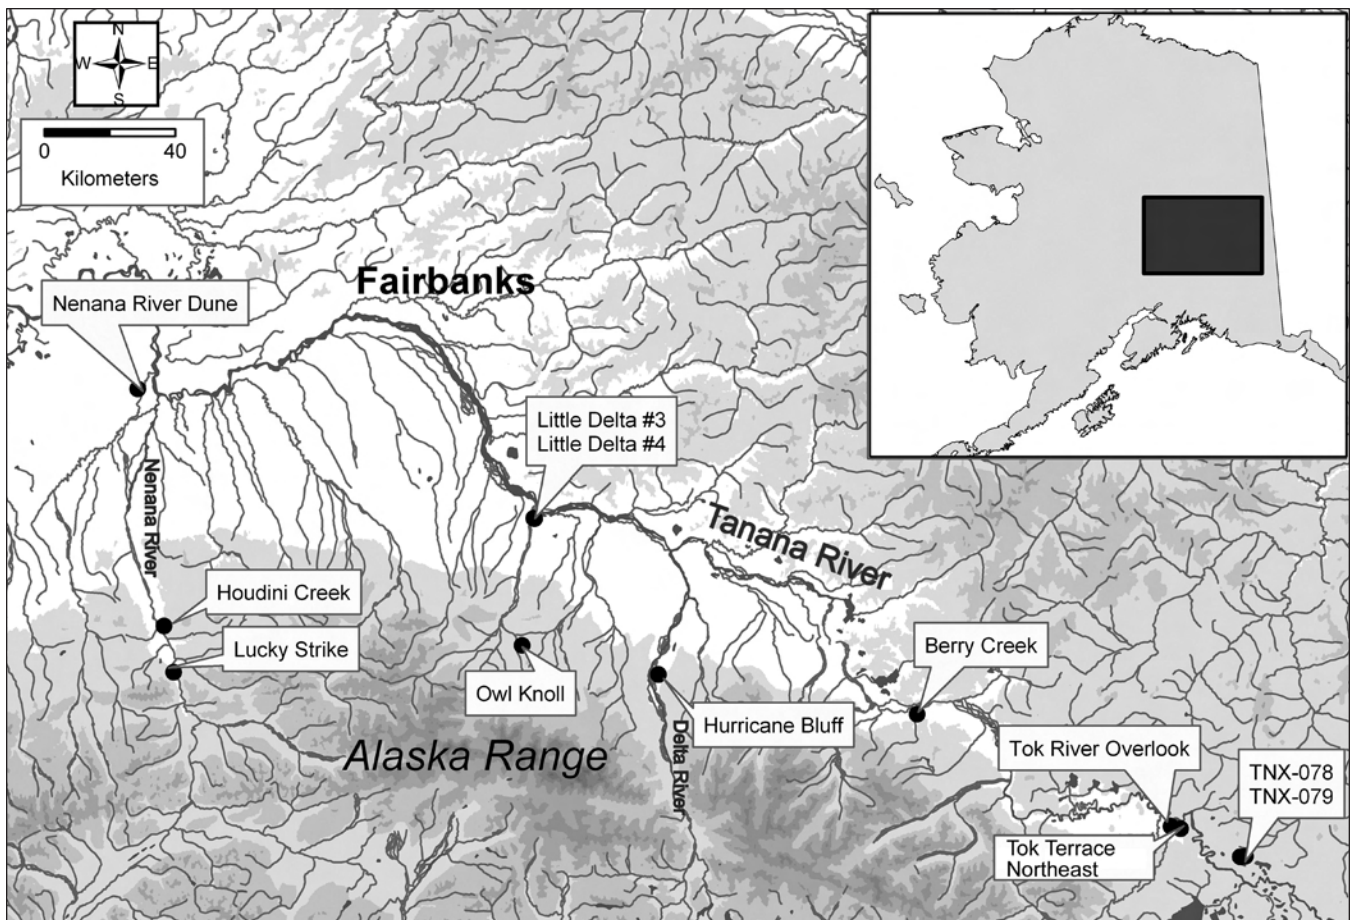 N
W E
S
0 40
Kilometers
Nenana River Dune
Fairbanks
Little Delta #3
Little Delta #4
Nenana River
Tanana River
Houdini Creek
Lucky Strike
Owl Knoll
Berry Creek
Hurricane Bluff
Delta River
Alaska Range
Tok River Overlook
TNX-078
TNX-079
Tok Terrace
Northeast